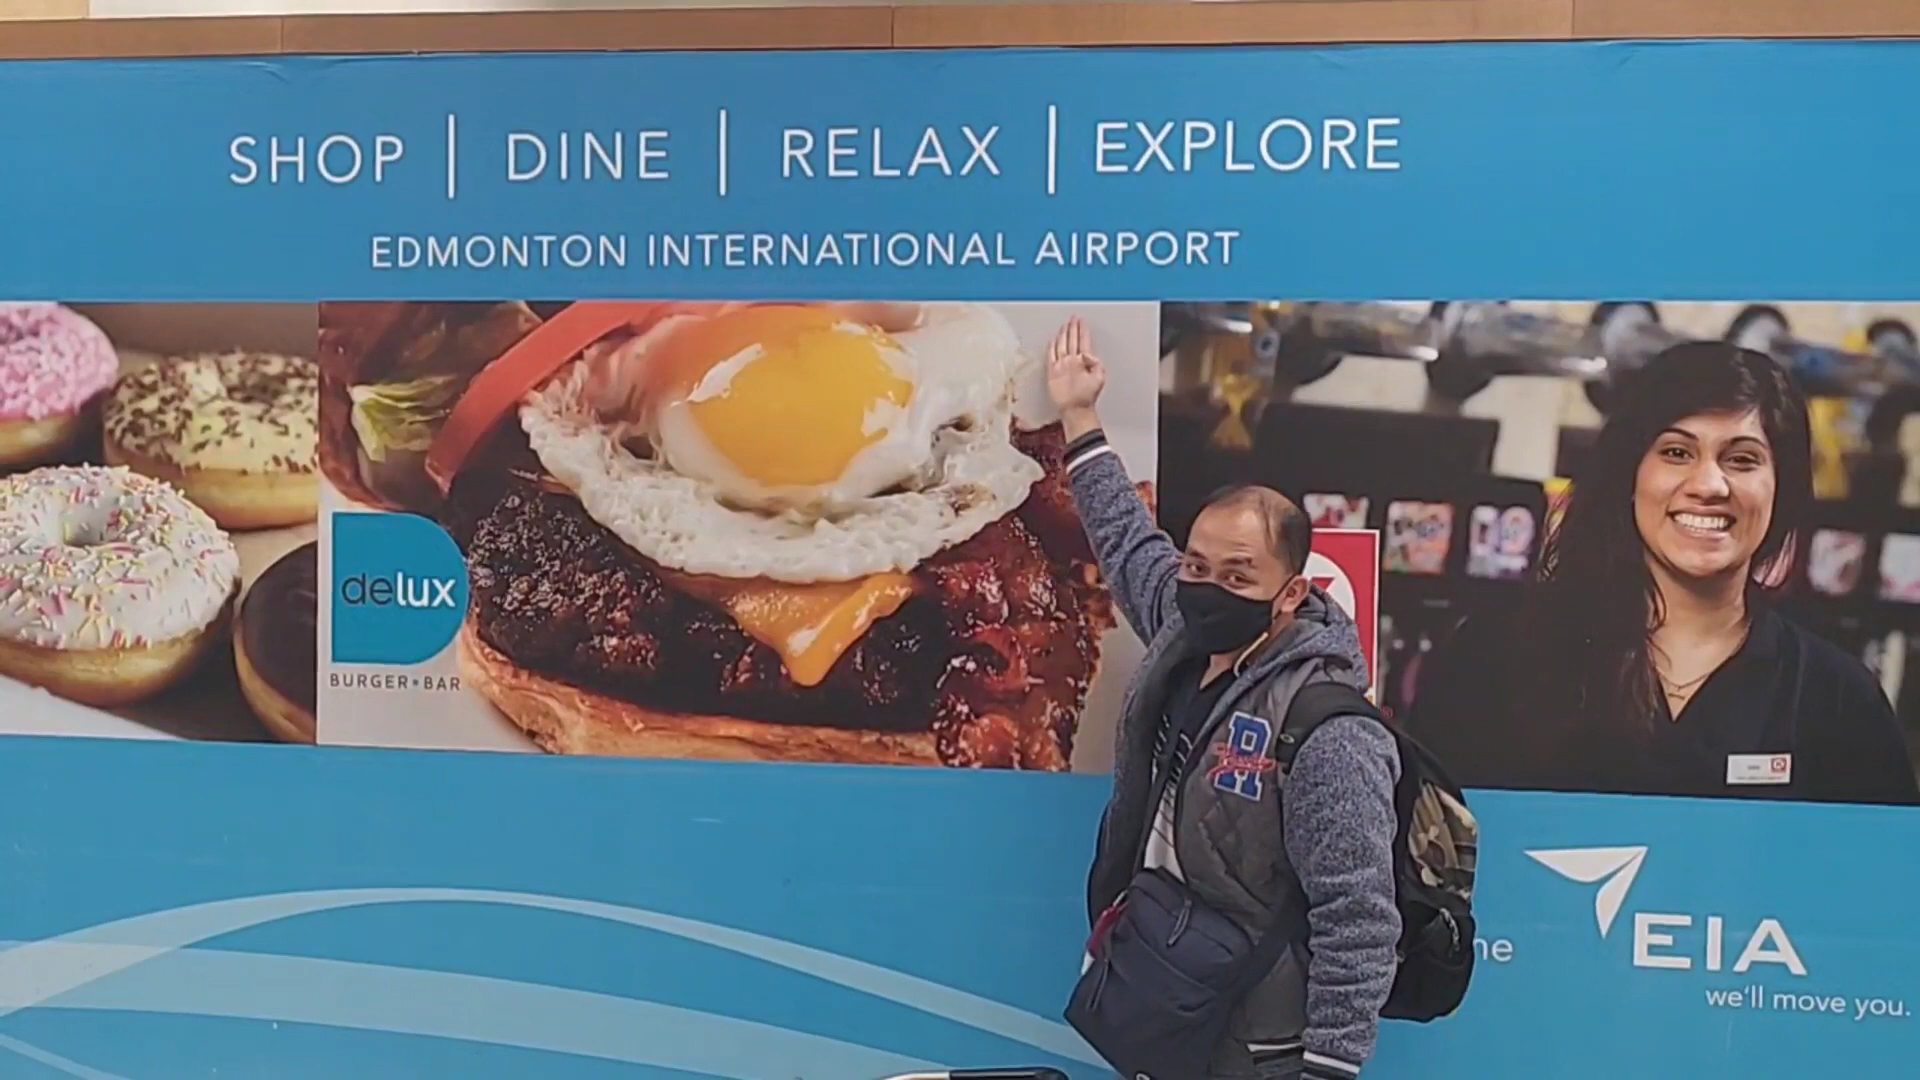 SHOP | DINE | RELAX | EXPLORE
EDMONTON INTERNATIONAL AIRPORT
delux
BURGER BAR
R
EIA
we'll move you.